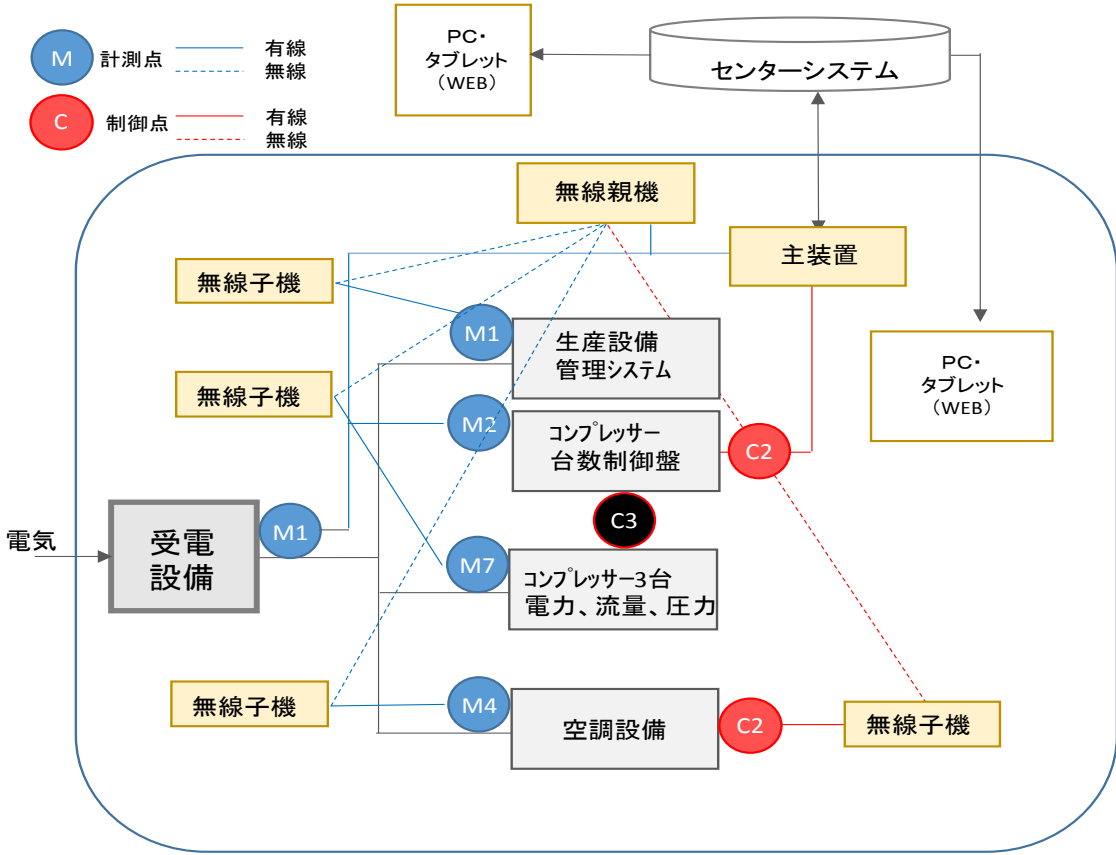 M
計測点
有線
無線
C
制御点
有線
無線
PC・
タブレット
（WEB）
センターシステム
無線親機
主装置
無線子機
M1
生産設備
管理システム
PC・
タブレット
（WEB）
無線子機
M2
コンプレッサー
台数制御盤
C2
電気
受電
設備
M1
C3
M7
コンプレッサー3台
電力、流量、圧力
無線子機
M4
空調設備
C2
無線子機